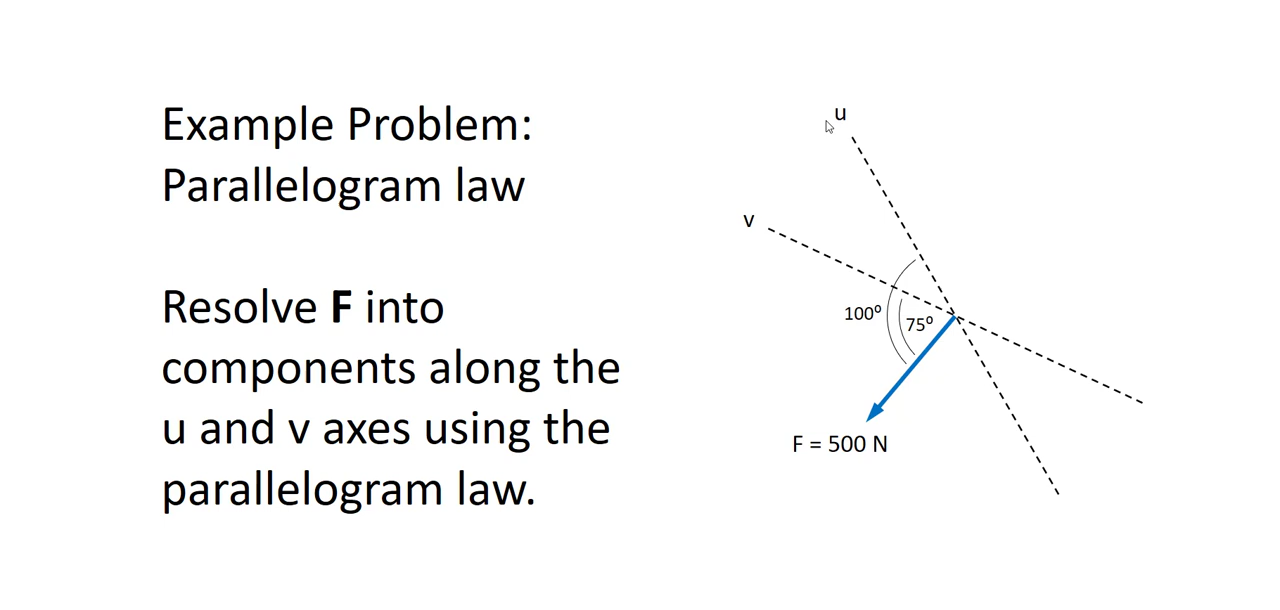 Example Problem:
Parallelogram law
Resolve F into
components along the
u and v axes using the
parallelogram law.
u
v
100º
75º
F = 500 N